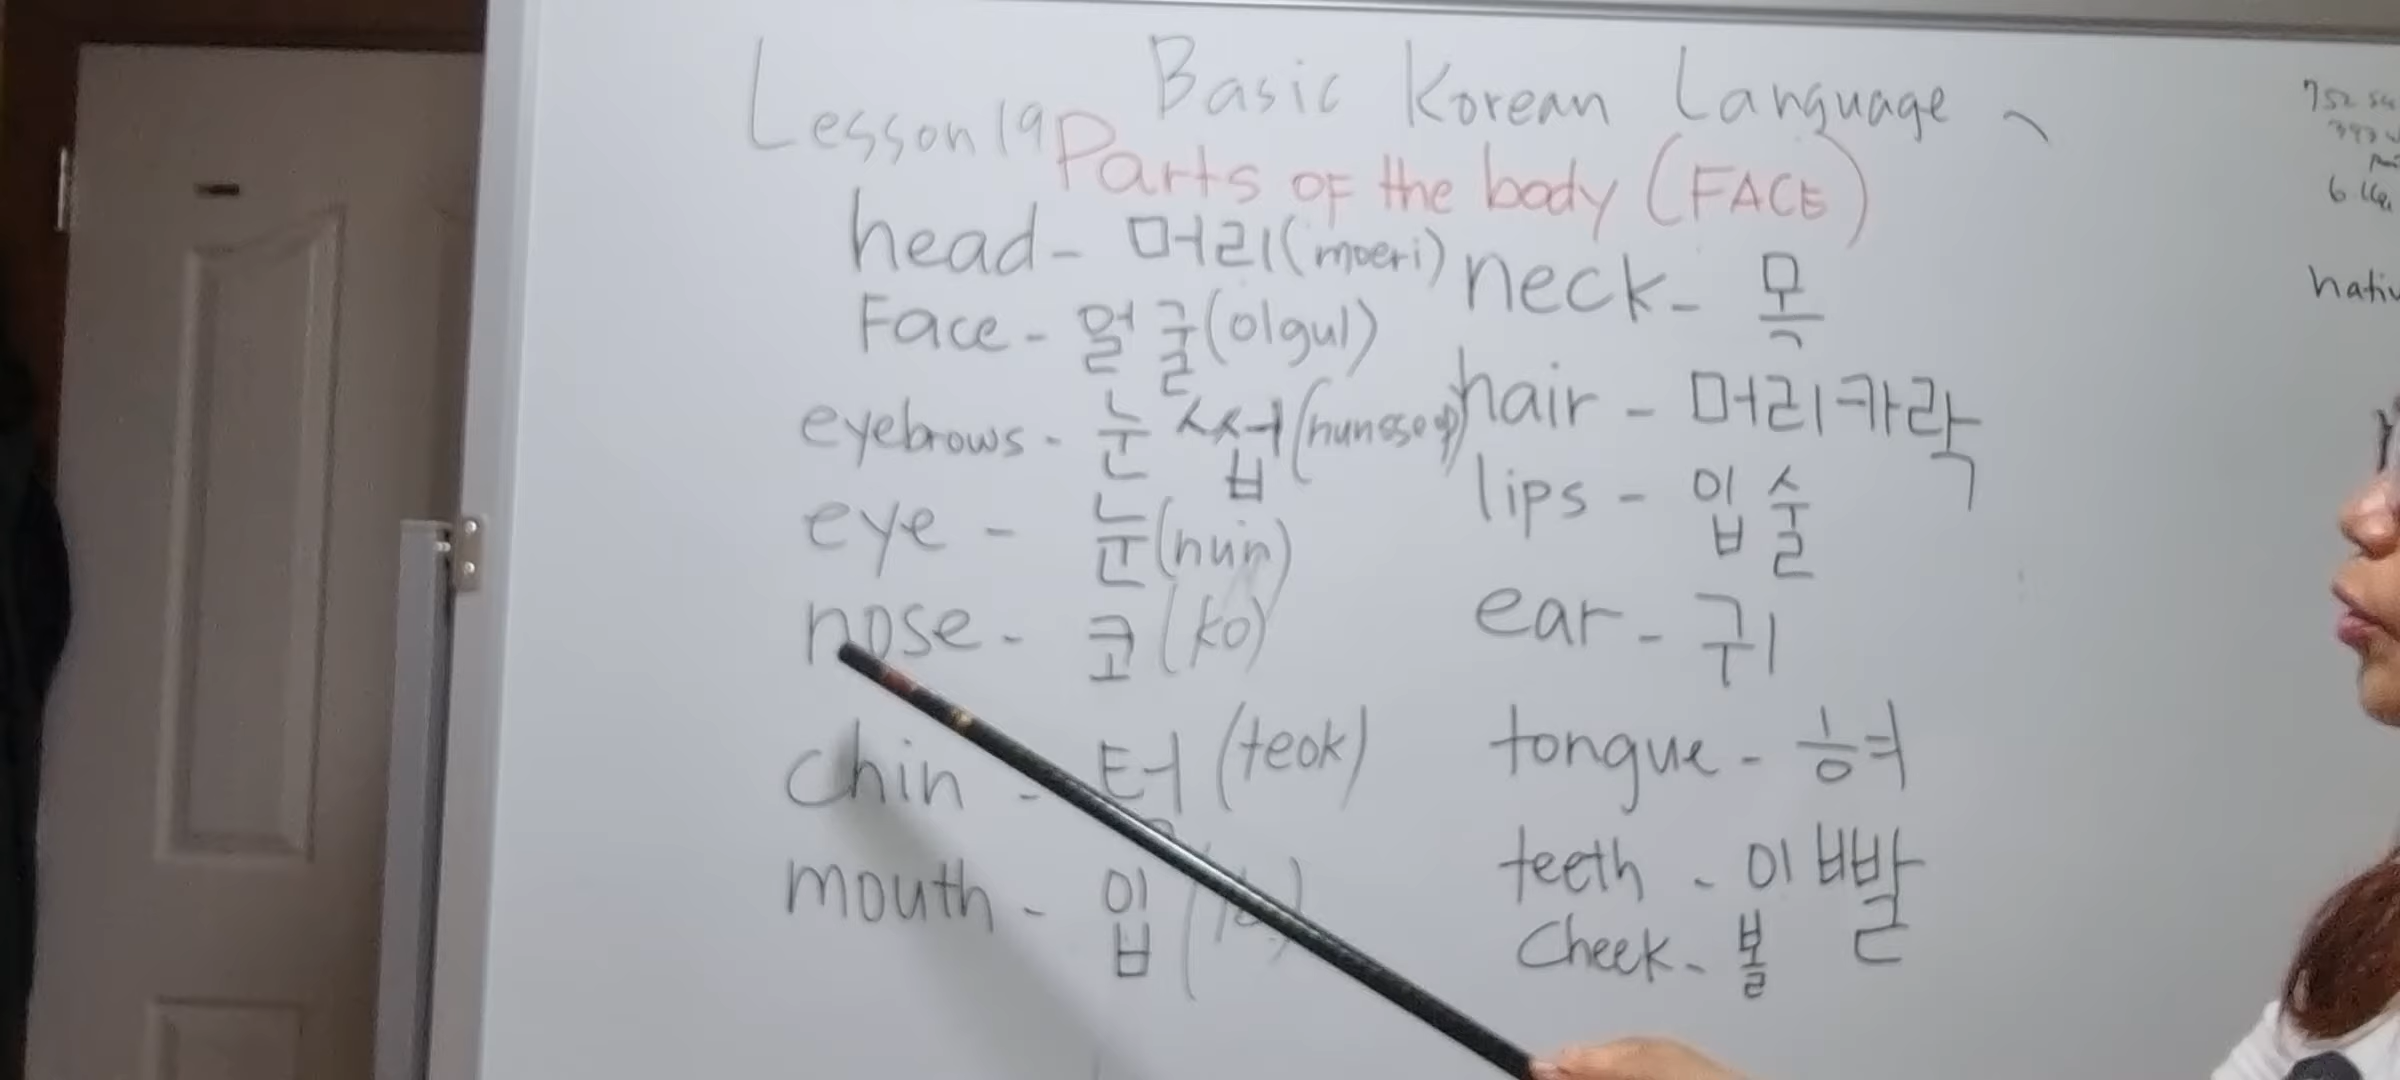 Basic Korean Language
Lesson 19
Parts of the body (FACE)
head - 머리 (moeri)
Face - 얼굴 (olgul)
eyebrows - 눈썹 (nunsseop)
eye - 눈 (nun)
nose - 코 (ko)
chin - 턱 (teok)
mouth - 입
neck - 목
hair - 머리카락
lips - 입술
ear - 귀
tongue - 혀
teeth - 이빨
Cheek - 볼
752